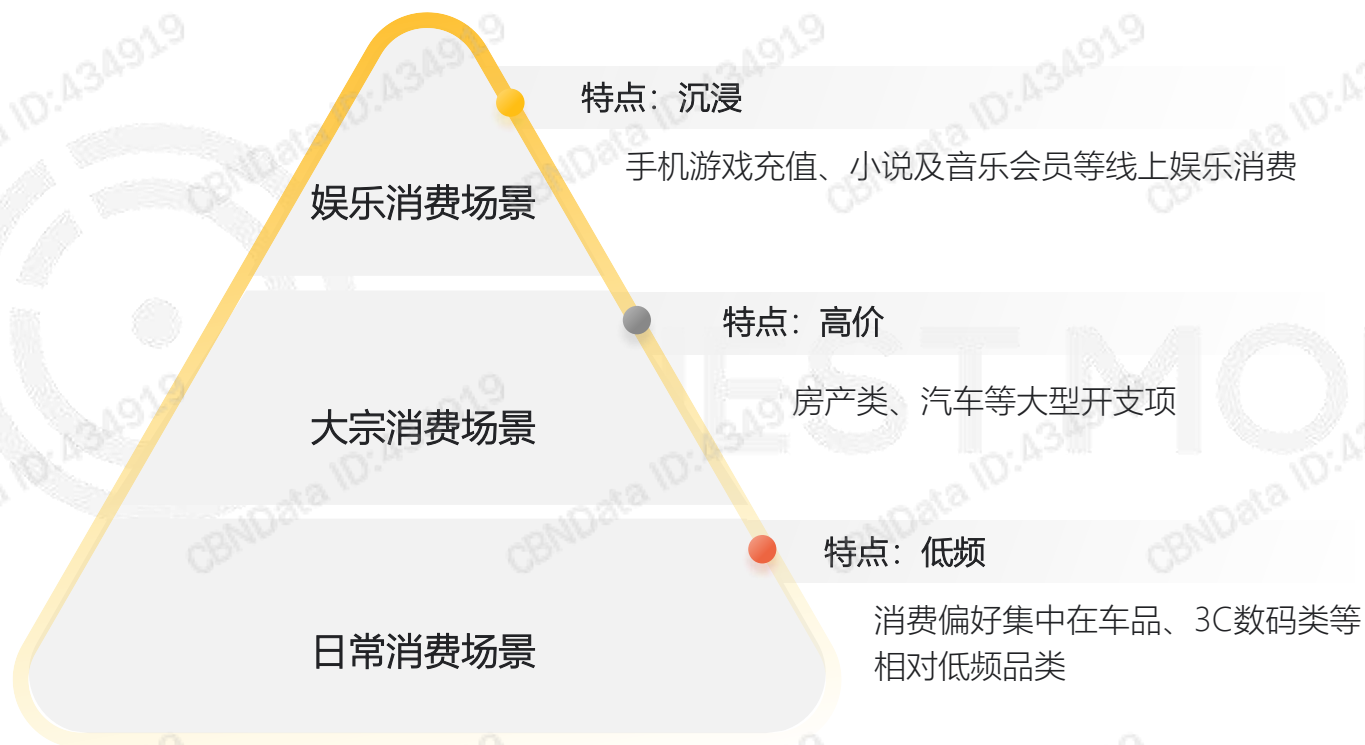 特点：沉浸
手机游戏充值、小说及音乐会员等线上娱乐消费
娱乐消费场景
特点：高价
房产类、汽车等大型开支项
大宗消费场景
特点：低频
消费偏好集中在车品、3C数码类等
相对低频品类
日常消费场景
CBNData ID:434919